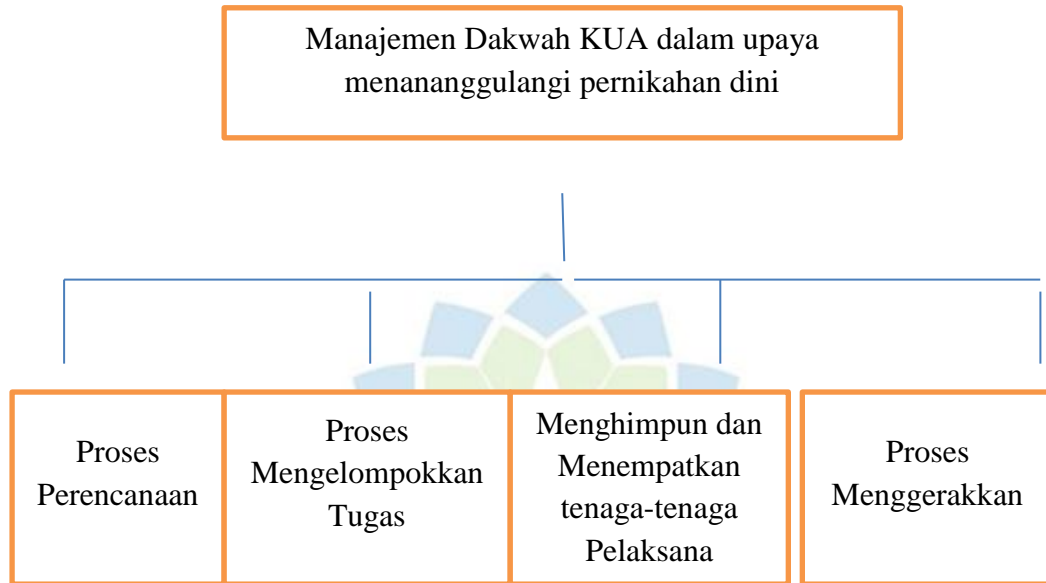 Manajemen Dakwah KUA dalam upaya
menananggulangi pernikahan dini
Proses
Perencanaan
Proses
Mengelompokkan
Tugas
Menghimpun dan
Menempatkan
tenaga-tenaga
Pelaksana
Proses
Menggerakkan